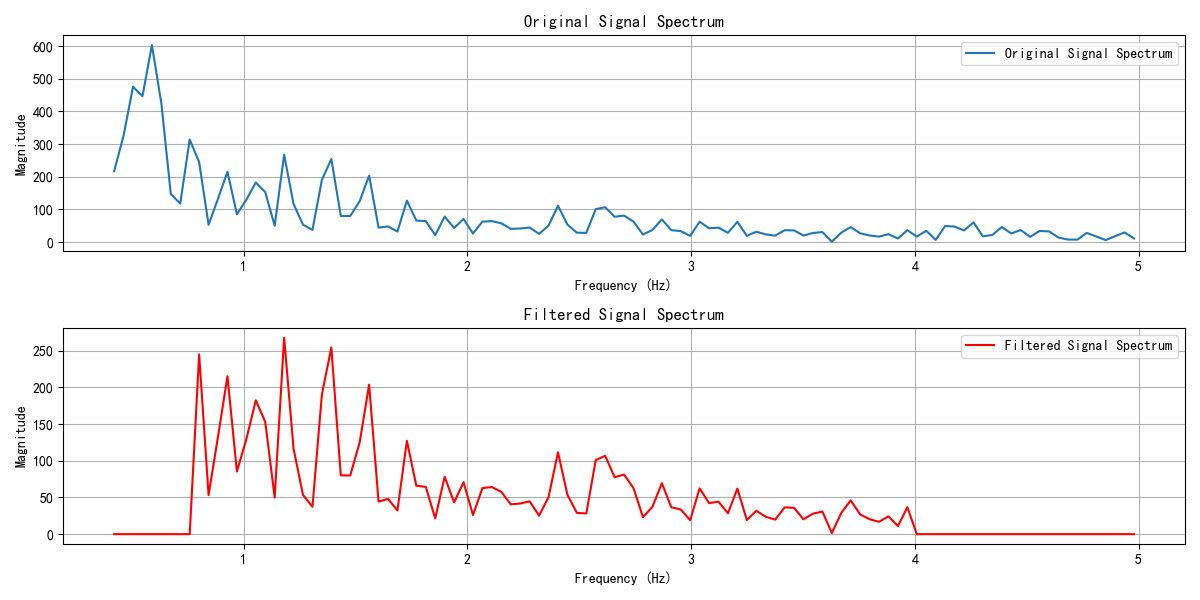 Original Signal Spectrum
Original Signal Spectrum
Magnitude
600
500
400
300
200
100
0
1
2
3
4
5
Frequency (Hz)
Filtered Signal Spectrum
Filtered Signal Spectrum
Magnitude
250
200
150
100
50
0
1
2
3
4
5
Frequency (Hz)